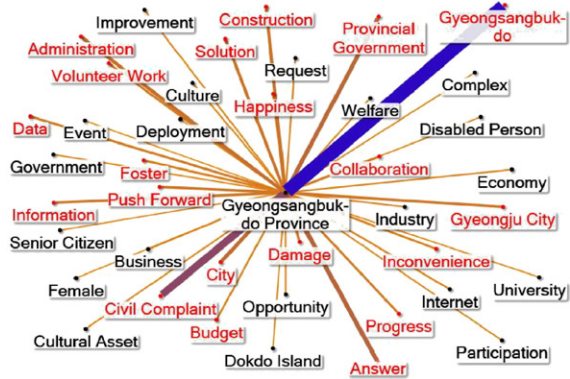 Improvement
Construction
Gyeongsangbuk-
do
Provincial
Government
Administration
Solution
Volunteer Work
Request
Culture
Complex
Happiness
Welfare
Data
Event
Deployment
Disabled Person
Government
Foster
Collaboration
Economy
Push Forward
Information
Gyeongsangbuk-
do Province
Industry
Gyeongju City
Senior Citizen
Business
Damage
Inconvenience
City
Female
University
Civil Complaint
Opportunity
Internet
Cultural Asset
Budget
Progress
Dokdo Island
Participation
Answer